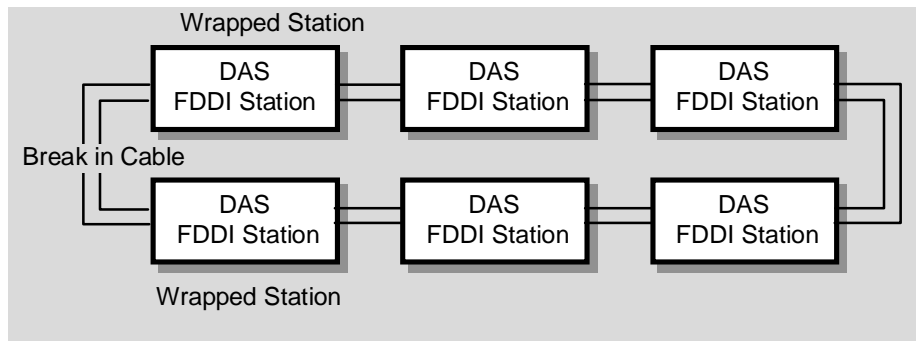 Wrapped Station
DAS
FDDI Station
DAS
FDDI Station
DAS
FDDI Station
Break in Cable
DAS
FDDI Station
DAS
FDDI Station
DAS
FDDI Station
Wrapped Station